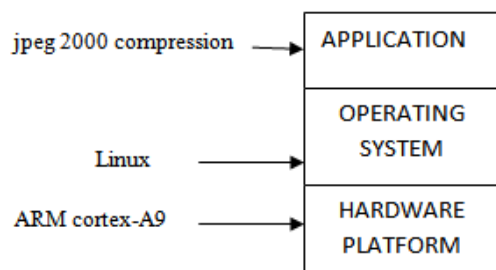 jpeg 2000 compression
APPLICATION
OPERATING
SYSTEM
Linux
ARM cortex-A9
HARDWARE
PLATFORM